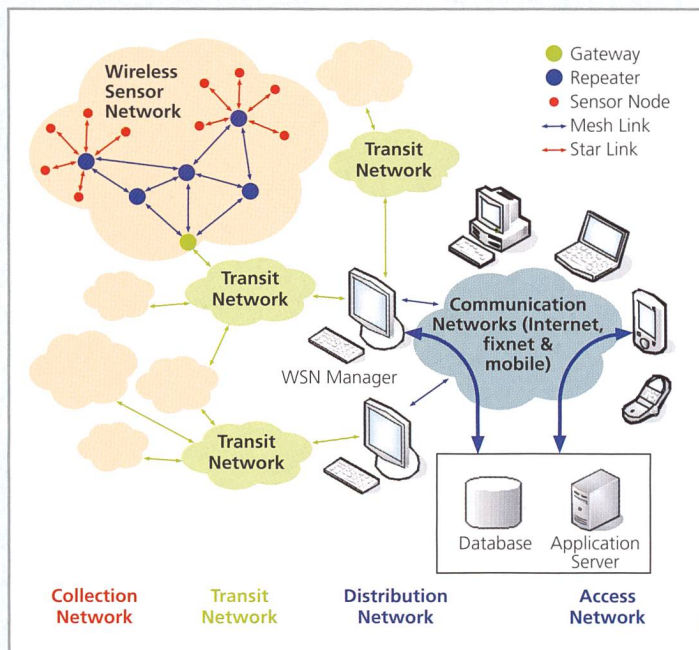 Wireless
Sensor
Network
Gateway
Repeater
Sensor Node
Mesh Link
Star Link
Transit
Network
Transit
Network
Communication
Networks (Internet,
fixnet &
mobile)
WSN Manager
Transit
Network
Database
Application
Server
Collection
Network
Transit
Network
Distribution
Network
Access
Network